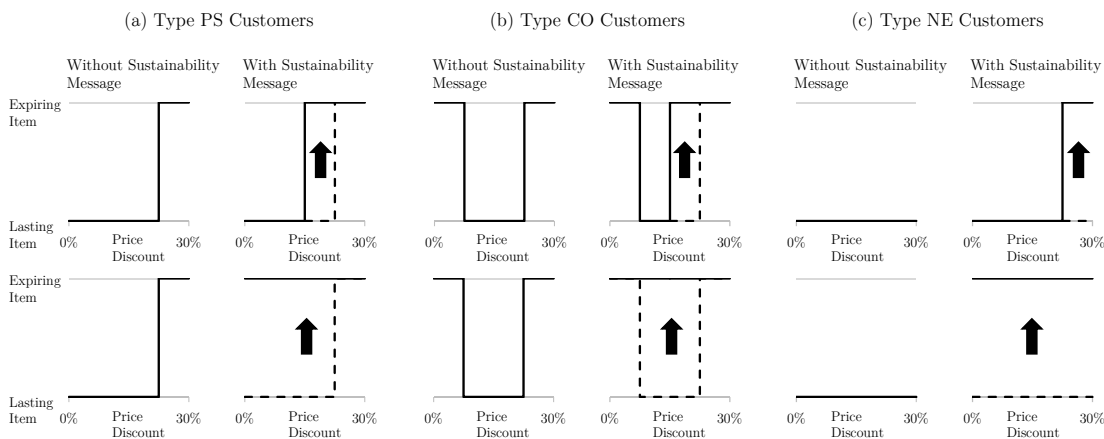 (a) Type PS Customers
(b) Type CO Customers
(c) Type NE Customers
Without Sustainability
Message
With Sustainability
Message
Without Sustainability
Message
With Sustainability
Message
Without Sustainability
Message
With Sustainability
Message
Expiring
Item
Lasting
Item
0%
Price
Discount
30%
0%
Price
Discount
30%
0%
Price
Discount
30%
0%
Price
Discount
30%
0%
Price
Discount
30%
0%
Price
Discount
30%
Expiring
Item
Lasting
Item
0%
Price
Discount
30%
0%
Price
Discount
30%
0%
Price
Discount
30%
0%
Price
Discount
30%
0%
Price
Discount
30%
0%
Price
Discount
30%